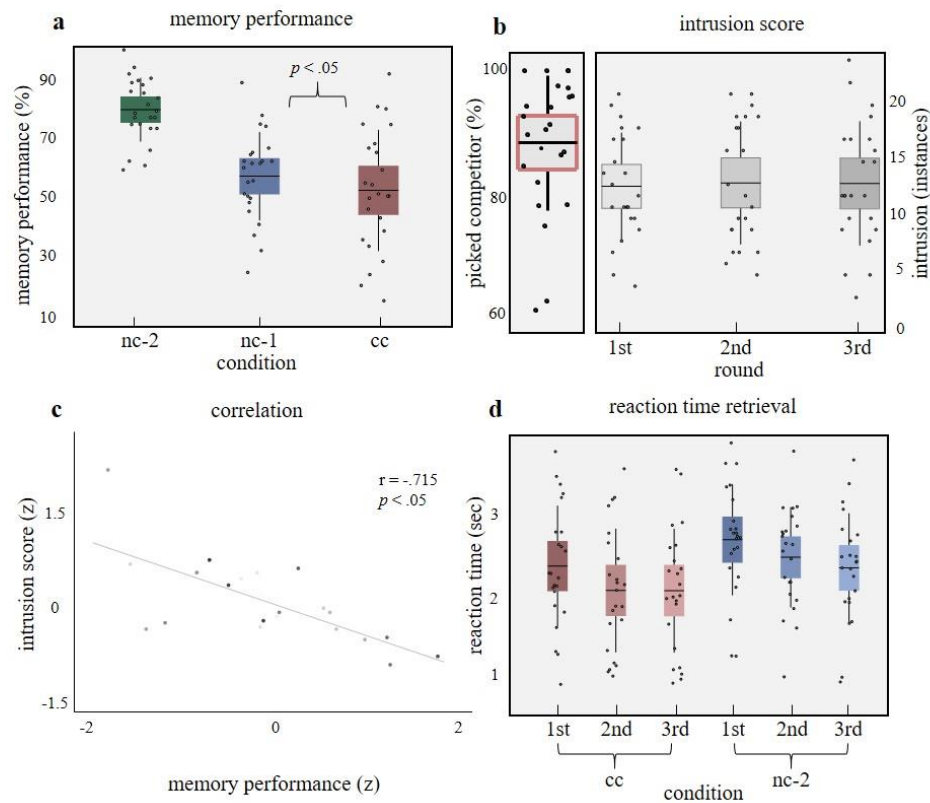 a
memory performance
p < .05
memory performance (%)
90
70
50
30
10
nc-2 nc-1 cc
condition
b
intrusion score
picked competitor (%)
100
80
60
20
15
10
5
0
intrusion (instances)
1st 2nd 3rd
round
c
correlation
r = -.715
p < .05
intrusion score (z)
1.5
0
-1.5
-2 0 2
memory performance (z)
d
reaction time retrieval
reaction time (sec)
3
2
1
1st 2nd 3rd 1st 2nd 3rd
cc nc-2
condition